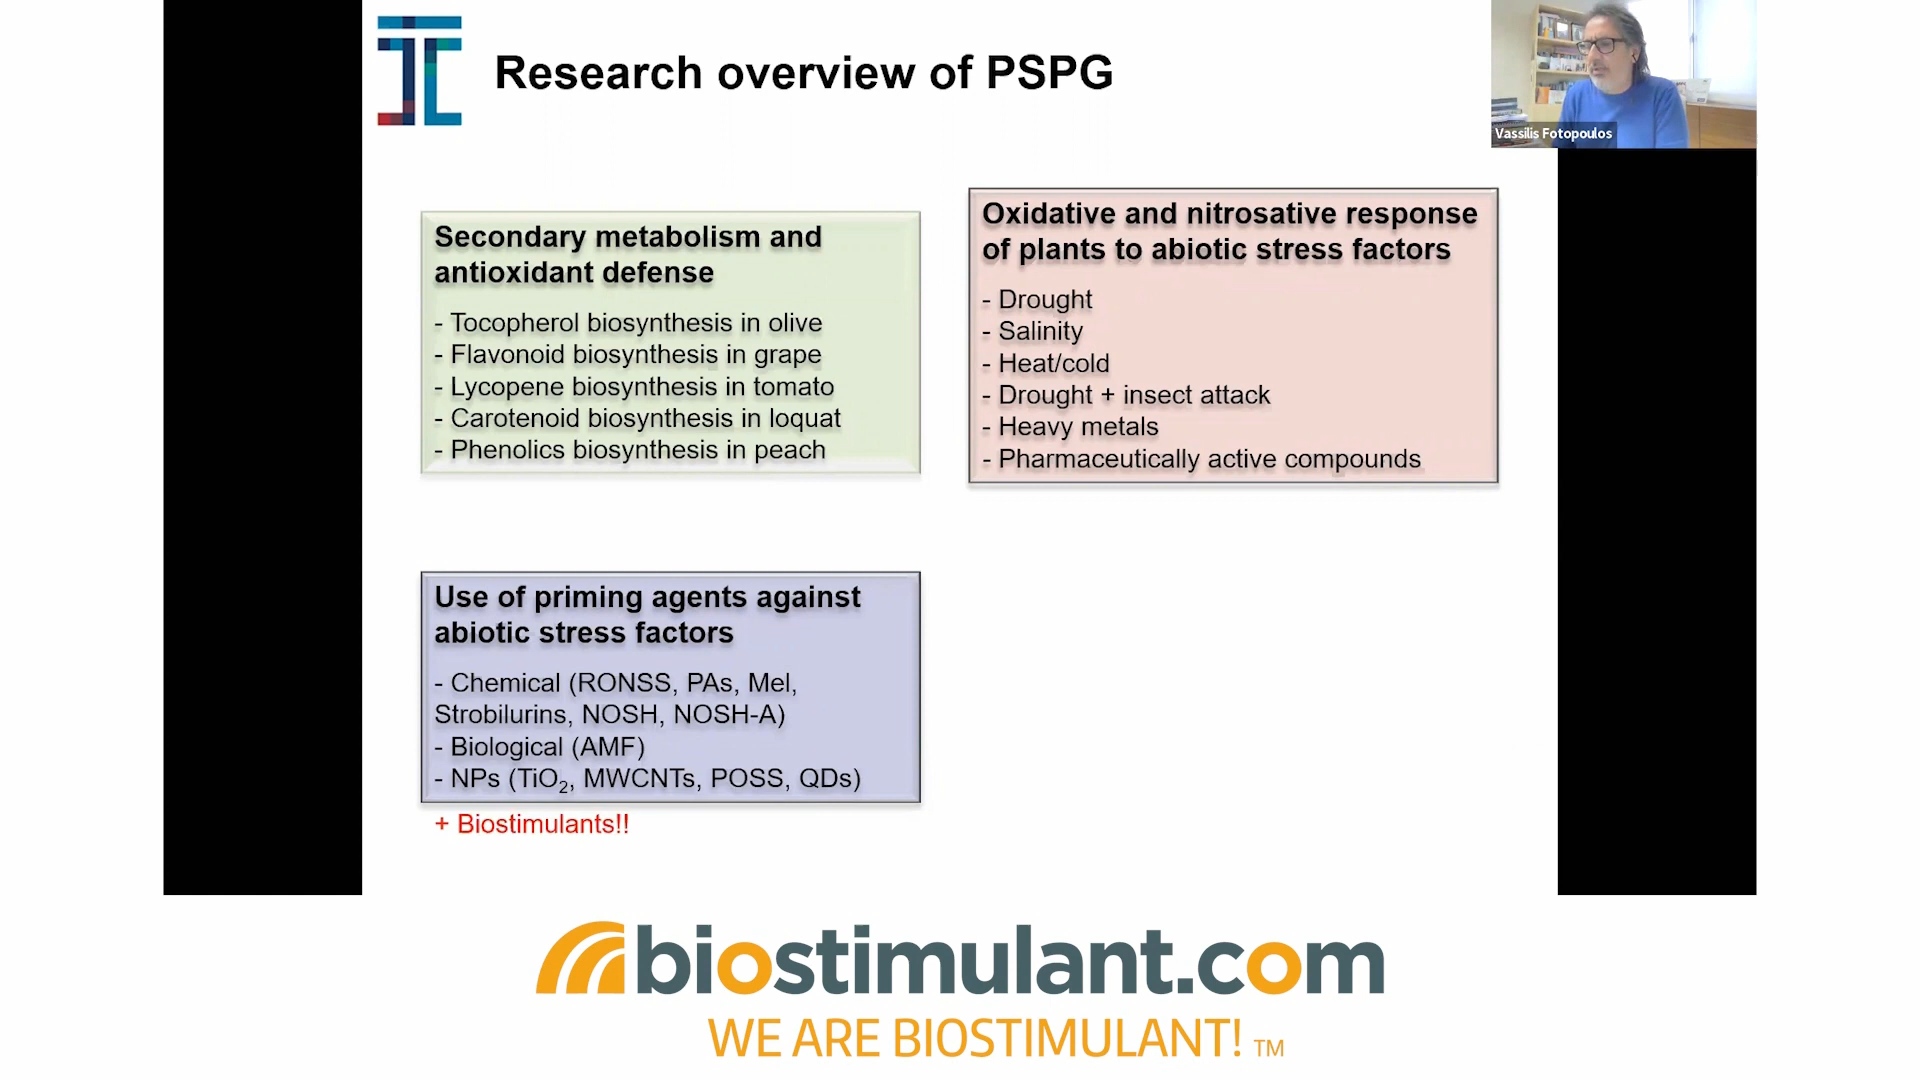 Research overview of PSPG
Vassilis Fotopoulos
Secondary metabolism and
antioxidant defense
- Tocopherol biosynthesis in olive
- Flavonoid biosynthesis in grape
- Lycopene biosynthesis in tomato
- Carotenoid biosynthesis in loquat
- Phenolics biosynthesis in peach
Oxidative and nitrosative response
of plants to abiotic stress factors
- Drought
- Salinity
- Heat/cold
- Drought + insect attack
- Heavy metals
- Pharmaceutically active compounds
Use of priming agents against
abiotic stress factors
- Chemical (RONSS, PAs, Mel,
Strobilurins, NOSH, NOSH-A)
- Biological (AMF)
- NPs (TiO₂, MWCNTs, POSS, QDs)
+ Biostimulants!!
biostimulant.com
WE ARE BIOSTIMULANT! TM